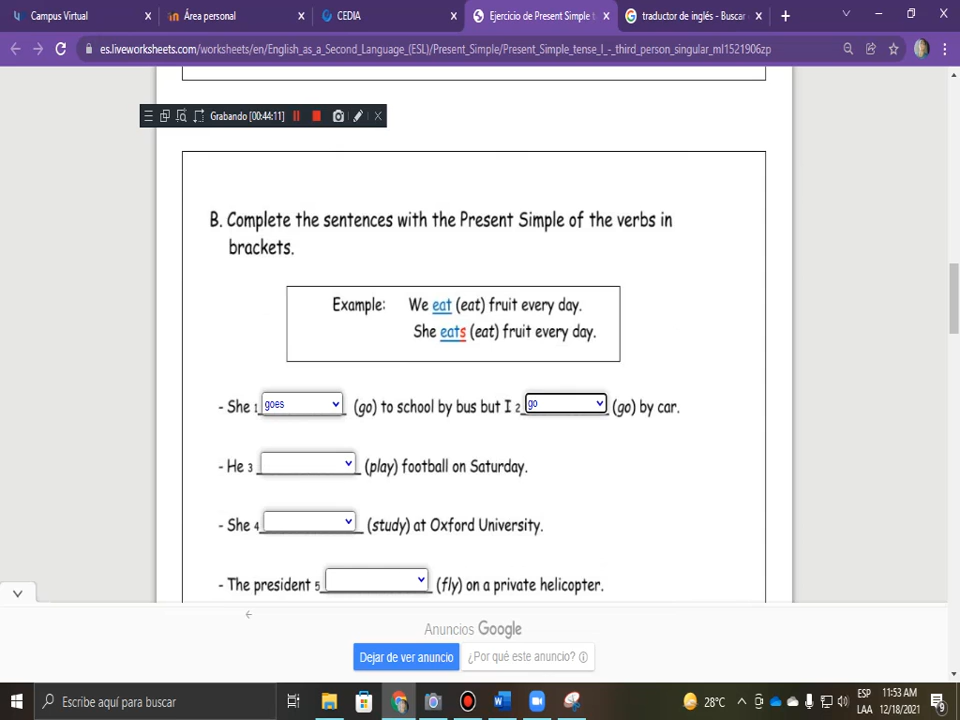 Campus Virtual
Área personal
CEDIA
Ejercicio de Present Simple t
traductor de inglés - Buscar
es.liveworksheets.com/worksheets/en/English_as_a_Second_Language_(ESL)/Present_Simple/Present_Simple_tense_I_-_third_person_singular_ml1521906zp
Grabando [00:44:11]
B. Complete the sentences with the Present Simple of the verbs in
brackets.
Example: We eat (eat) fruit every day.
She eats (eat) fruit every day.
- She 1 goes (go) to school by bus but I 2 go (go) by car.
- He 3 (play) football on Saturday.
- She 4 (study) at Oxford University.
- The president 5 (fly) on a private helicopter.
Anuncios Google
Dejar de ver anuncio ¿Por qué este anuncio?
Escribe aquí para buscar
28°C
ESP
LAA
11:53 AM
12/18/2021
9